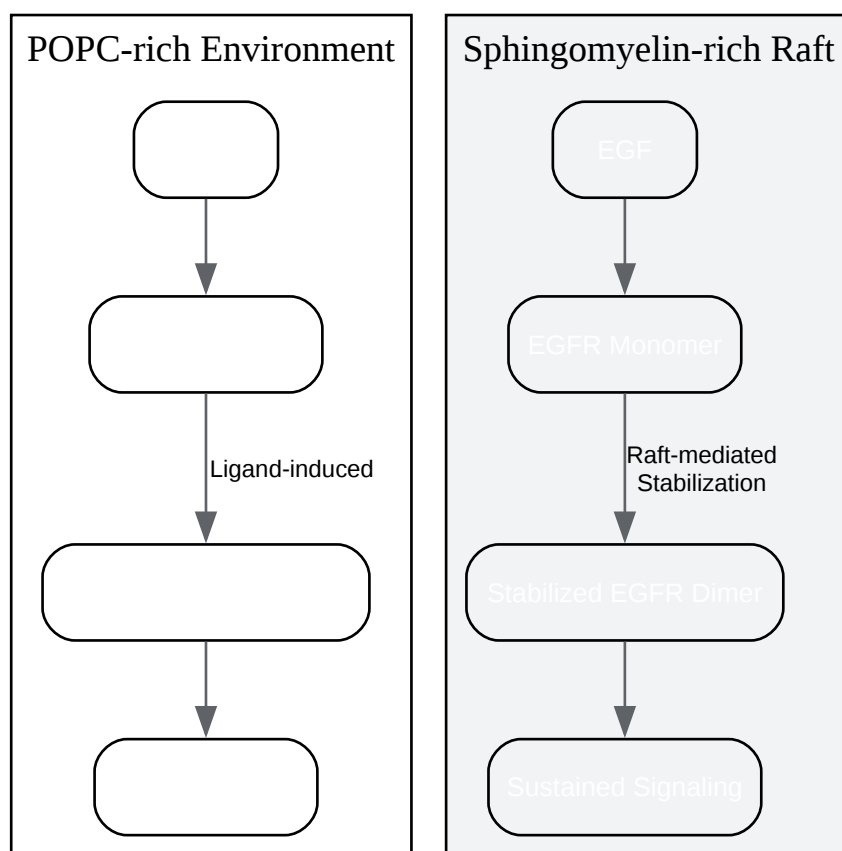 POPC-rich Environment
Ligand-induced
Sphingomyelin-rich Raft
EGF
EGFR Monomer
Raft-mediated
Stabilization
Stabilized EGFR Dimer
Sustained Signaling